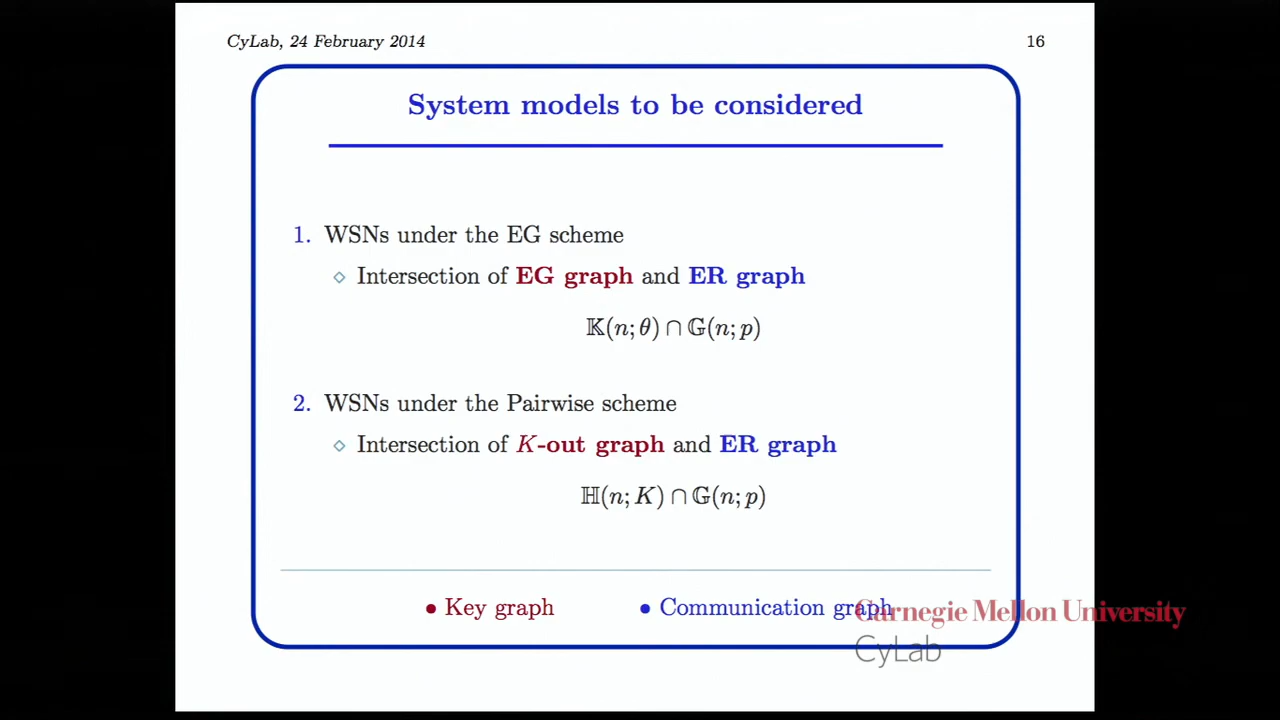 CyLab, 24 February 2014
16
System models to be considered
1. WSNs under the EG scheme
◇ Intersection of EG graph and ER graph
𝕂(n; θ) ∩ 𝔾(n; p)
2. WSNs under the Pairwise scheme
◇ Intersection of K-out graph and ER graph
ℍ(n; K) ∩ 𝔾(n; p)
• Key graph
• Communication graph
Carnegie Mellon University
CyLab